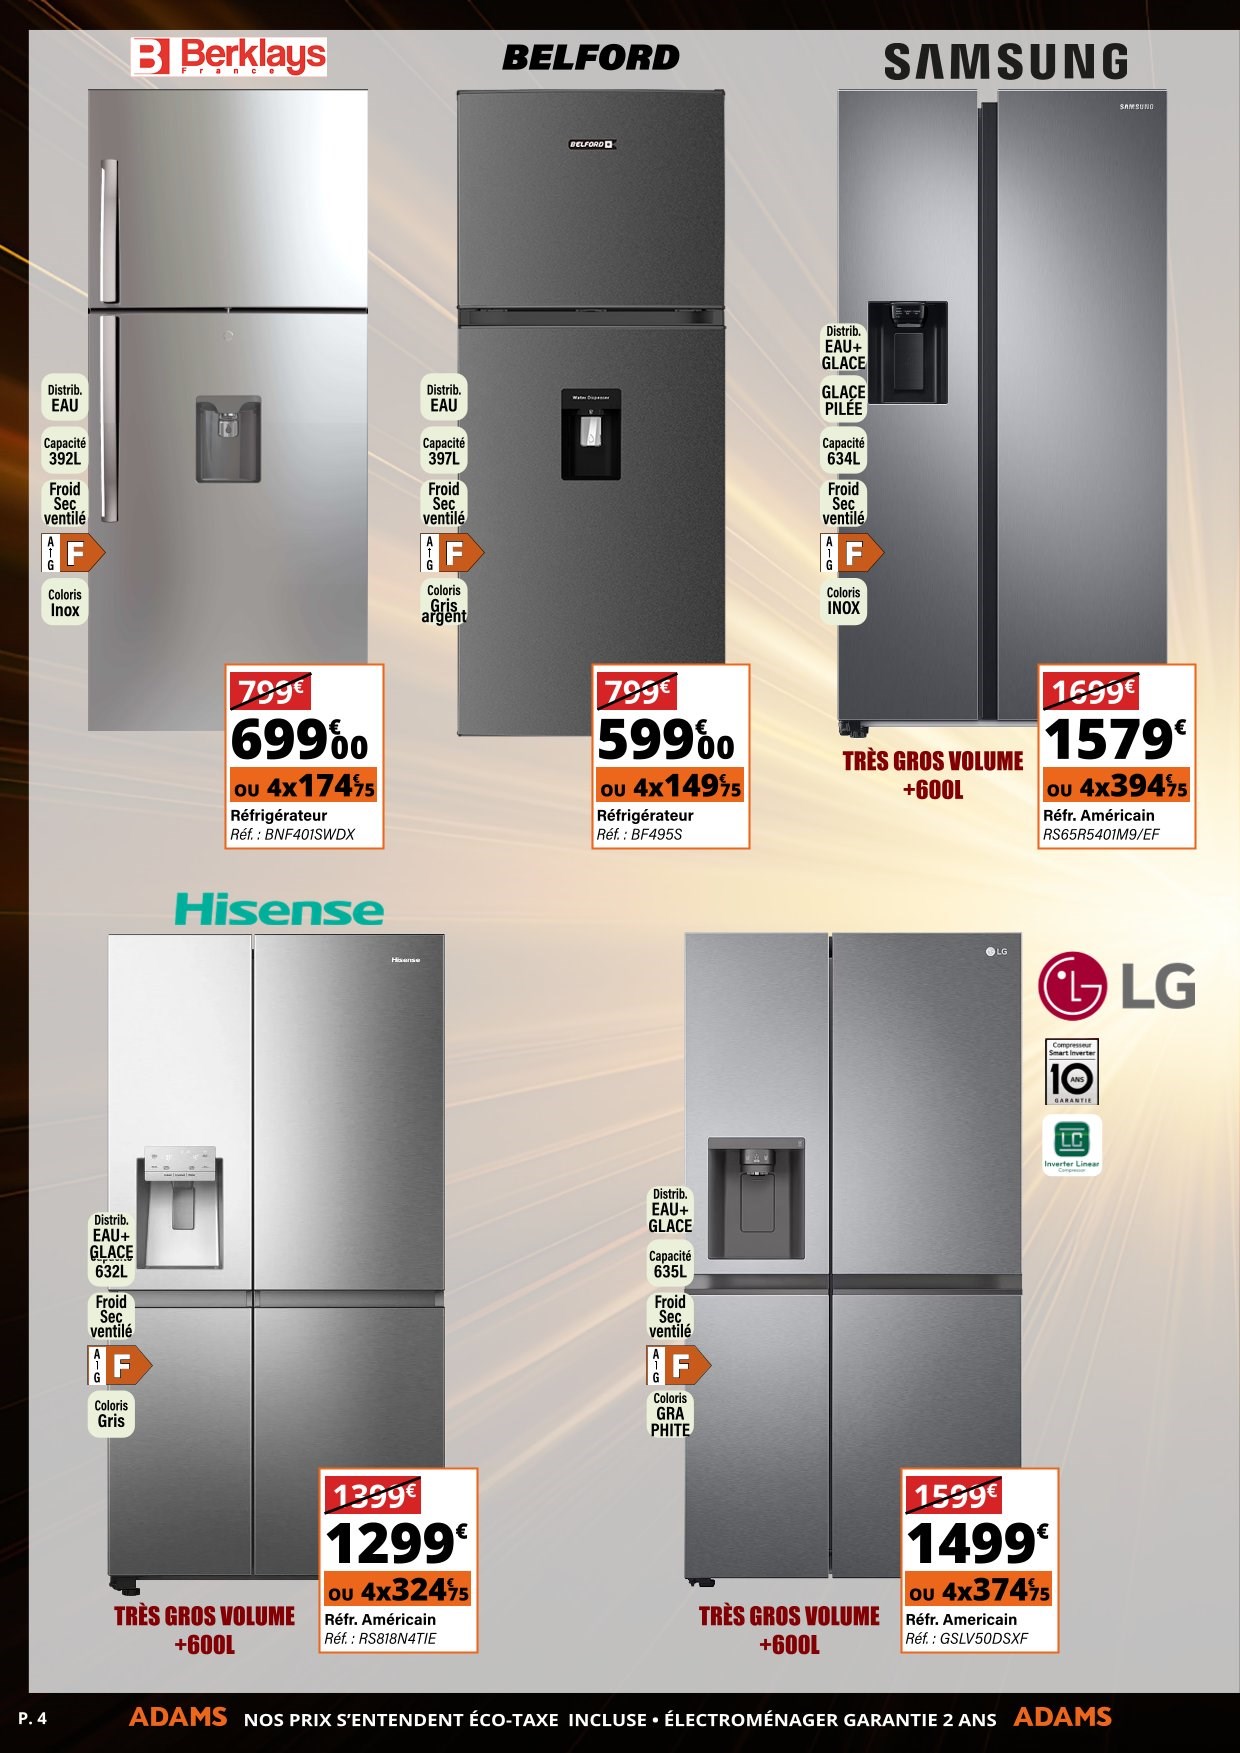 Berklays
France
BELFORD
SAMSUNG
BELFORD
SAMSUNG
Water Dispenser
Distrib.
EAU
Capacité
392L
Froid
Sec
ventilé
A
G
F
Coloris
Inox
799€
699€00
OU 4x174€75
Réfrigérateur
Réf. : BNF401SWDX
Distrib.
EAU
Capacité
397L
Froid
Sec
ventilé
A
G
F
Coloris
Gris
argent
799€
599€00
OU 4x149€75
Réfrigérateur
Réf. : BF495S
Distrib.
EAU+
GLACE
GLACE
PILÉE
Capacité
634L
Froid
Sec
ventilé
A
G
F
Coloris
INOX
TRÈS GROS VOLUME
+600L
1699€
1579€
OU 4x394€75
Réfr. Américain
RS65R5401M9/EF
Hisense
Hisense
Distrib.
EAU+
GLACE
Capacité
632L
Froid
Sec
ventilé
A
G
F
Coloris
Gris
TRÈS GROS VOLUME
+600L
1399€
1299€
OU 4x324€75
Réfr. Américain
Réf. : RS818N4TIE
LG
LG
Compresseur
Smart Inverter
10 ANS
GARANTIE
LC
Inverter Linear
Compressor
Distrib.
EAU+
GLACE
Capacité
635L
Froid
Sec
ventilé
A
G
F
Coloris
GRA
PHITE
TRÈS GROS VOLUME
+600L
1599€
1499€
OU 4x374€75
Réfr. Americain
Réf. : GSLV50DSXF
P. 4
ADAMS NOS PRIX S’ENTENDENT ÉCO-TAXE INCLUSE • ÉLECTROMÉNAGER GARANTIE 2 ANS ADAMS